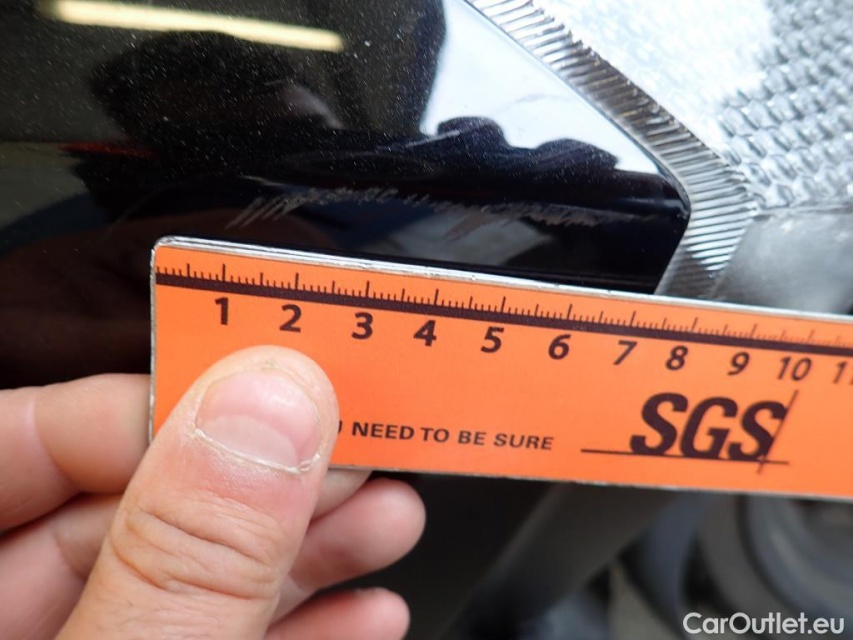 1 2 3 4 5 6 7 8 9 10
NEED TO BE SURE
SGS
CarOutlet.eu